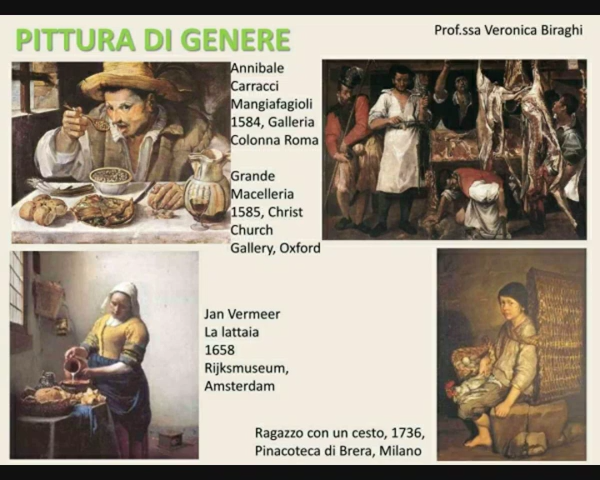 PITTURA DI GENERE
Prof.ssa Veronica Biraghi
Annibale
Carracci
Mangiafagioli
1584, Galleria
Colonna Roma
Grande
Macelleria
1585, Christ
Church
Gallery, Oxford
Jan Vermeer
La lattaia
1658
Rijksmuseum,
Amsterdam
Ragazzo con un cesto, 1736,
Pinacoteca di Brera, Milano